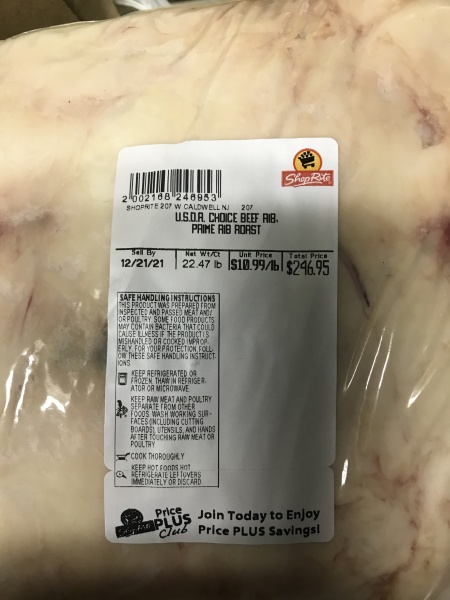 ShopRite
2 002168 246953
SHOPRITE 207 W CALDWELL NJ 207
U.S.D.A. CHOICE BEEF RIB,
PRIME RIB ROAST
Sell By Net Wt/Ct Unit Price Total Price
12/21/21 22.47 lb $10.99/lb $246.95
SAFE HANDLING INSTRUCTIONS
THIS PRODUCT WAS PREPARED FROM
INSPECTED AND PASSED MEAT AND/
OR POULTRY. SOME FOOD PRODUCTS
MAY CONTAIN BACTERIA THAT COULD
CAUSE ILLNESS IF THE PRODUCT IS
MISHANDLED OR COOKED IMPROP-
ERLY. FOR YOUR PROTECTION, FOLL-
OW THESE SAFE HANDLING INSTRUCT-
IONS.
KEEP REFRIGERATED OR
FROZEN. THAW IN REFRIGER-
ATOR OR MICROWAVE.
KEEP RAW MEAT AND POULTRY
SEPARATE FROM OTHER
FOODS. WASH WORKING SUR-
FACES (INCLUDING CUTTING
BOARDS), UTENSILS, AND HANDS
AFTER TOUCHING RAW MEAT OR
POULTRY
COOK THOROUGHLY
KEEP HOT FOODS HOT.
REFRIGERATE LEFTOVERS
IMMEDIATELY OR DISCARD.
Price
PLUS
Club
Join Today to Enjoy
Price PLUS Savings!